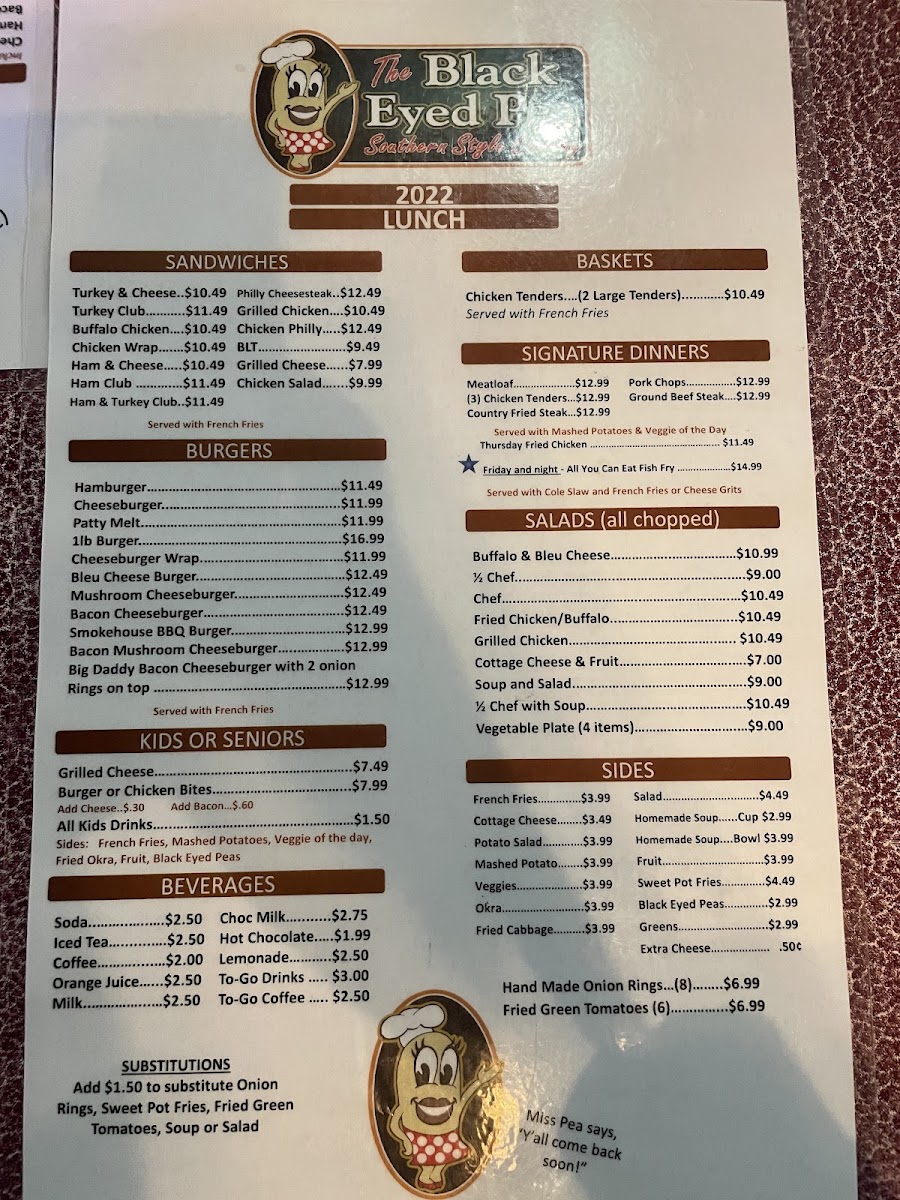 The Black
Eyed
Southern Style
2022
LUNCH
SANDWICHES
Turkey & Cheese..$10.49 Philly Cheesesteak..$12.49
Turkey Club...........$11.49 Grilled Chicken....$10.49
Buffalo Chicken....$10.49 Chicken Philly.....$12.49
Chicken Wrap.......$10.49 BLT............................$9.49
Ham & Cheese.....$10.49 Grilled Cheese.....$7.99
Ham Club ............$11.49 Chicken Salad......$9.99
Ham & Turkey Club..$11.49
Served with French Fries
BURGERS
Hamburger....................................................$11.49
Cheeseburger................................................$11.99
Patty Melt......................................................$11.99
1lb Burger......................................................$16.99
Cheeseburger Wrap.....................................$11.99
Bleu Cheese Burger.....................................$12.49
Mushroom Cheeseburger...........................$12.49
Bacon Cheeseburger....................................$12.49
Smokehouse BBQ Burger.............................$12.99
Bacon Mushroom Cheeseburger.................$12.99
Big Daddy Bacon Cheeseburger with 2 onion
Rings on top .................................................$12.99
Served with French Fries
KIDS OR SENIORS
Grilled Cheese....................................................$7.49
Burger or Chicken Bites.....................................$7.99
Add Cheese..$.30 Add Bacon...$.60
All Kids Drinks.....................................................$1.50
Sides: French Fries, Mashed Potatoes, Veggie of the day,
Fried Okra, Fruit, Black Eyed Peas
BEVERAGES
Soda....................$2.50 Choc Milk...........$2.75
Iced Tea..............$2.50 Hot Chocolate.....$1.99
Coffee.................$2.00 Lemonade..........$2.50
Orange Juice......$2.50 To-Go Drinks ..... $3.00
Milk.....................$2.50 To-Go Coffee ..... $2.50
SUBSTITUTIONS
Add $1.50 to substitute Onion
Rings, Sweet Pot Fries, Fried Green
Tomatoes, Soup or Salad
BASKETS
Chicken Tenders....(2 Large Tenders)............$10.49
Served with French Fries
SIGNATURE DINNERS
Meatloaf.......................$12.99 Pork Chops.................$12.99
(3) Chicken Tenders...$12.99 Ground Beef Steak....$12.99
Country Fried Steak...$12.99
Served with Mashed Potatoes & Veggie of the Day
Thursday Fried Chicken ................................................ $11.49
Friday and night - All You Can Eat Fish Fry ....................$14.99
Served with Cole Slaw and French Fries or Cheese Grits
SALADS (all chopped)
Buffalo & Bleu Cheese...............................$10.99
½ Chef..........................................................$9.00
Chef.............................................................$10.49
Fried Chicken/Buffalo................................$10.49
Grilled Chicken.......................................... $10.49
Cottage Cheese & Fruit................................$7.00
Soup and Salad............................................$9.00
½ Chef with Soup........................................$10.49
Vegetable Plate (4 items)............................$9.00
SIDES
French Fries..............$3.99 Salad...............................$4.49
Cottage Cheese........$3.49 Homemade Soup......Cup $2.99
Potato Salad.............$3.99 Homemade Soup....Bowl $3.99
Mashed Potato.......$3.99 Fruit.................................$3.99
Veggies.....................$3.99 Sweet Pot Fries..............$4.49
Okra...........................$3.99 Black Eyed Peas.............$2.99
Fried Cabbage..........$3.99 Greens...........................$2.99
Extra Cheese.................. .50¢
Hand Made Onion Rings...(8)........$6.99
Fried Green Tomatoes (6)...............$6.99
Miss Pea says,
"Y'all come back
soon!"